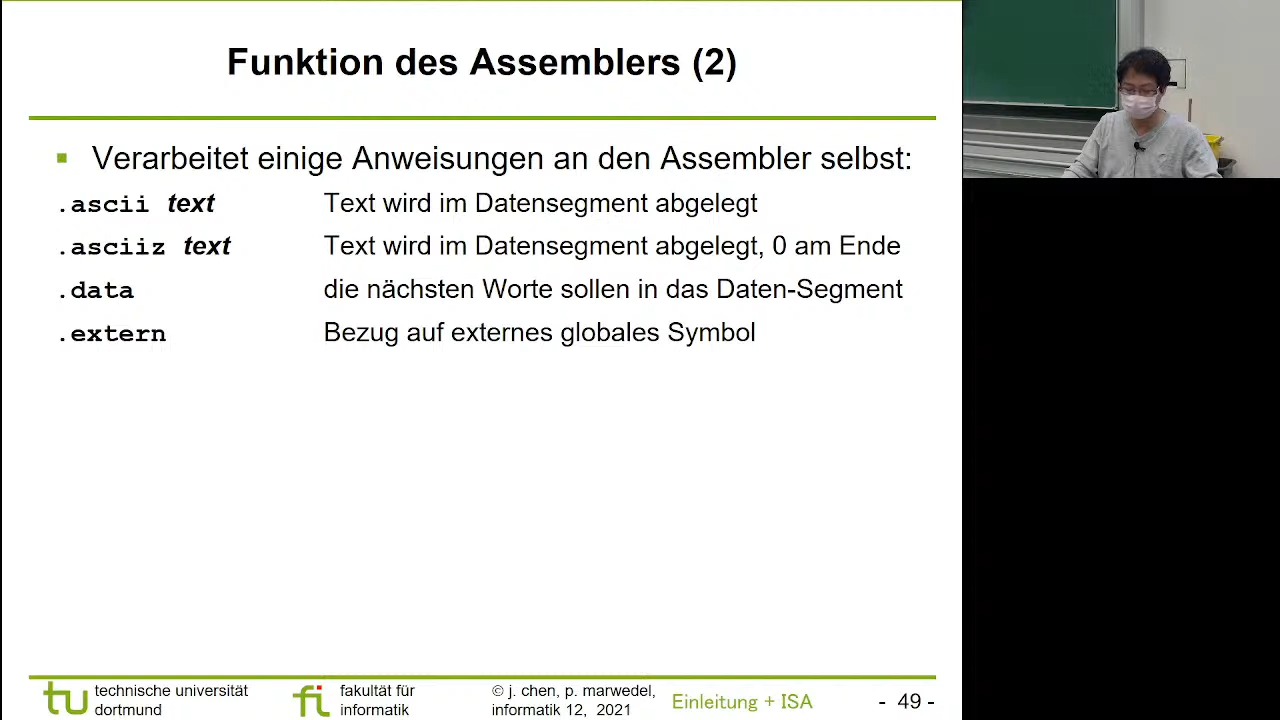 Funktion des Assemblers (2)
Verarbeitet einige Anweisungen an den Assembler selbst:
.ascii text Text wird im Datensegment abgelegt
.asciiz text Text wird im Datensegment abgelegt, 0 am Ende
.data die nächsten Worte sollen in das Daten-Segment
.extern Bezug auf externes globales Symbol
tu technische universität dortmund
fi fakultät für informatik
© j. chen, p. marwedel, informatik 12, 2021
Einleitung + ISA
- 49 -